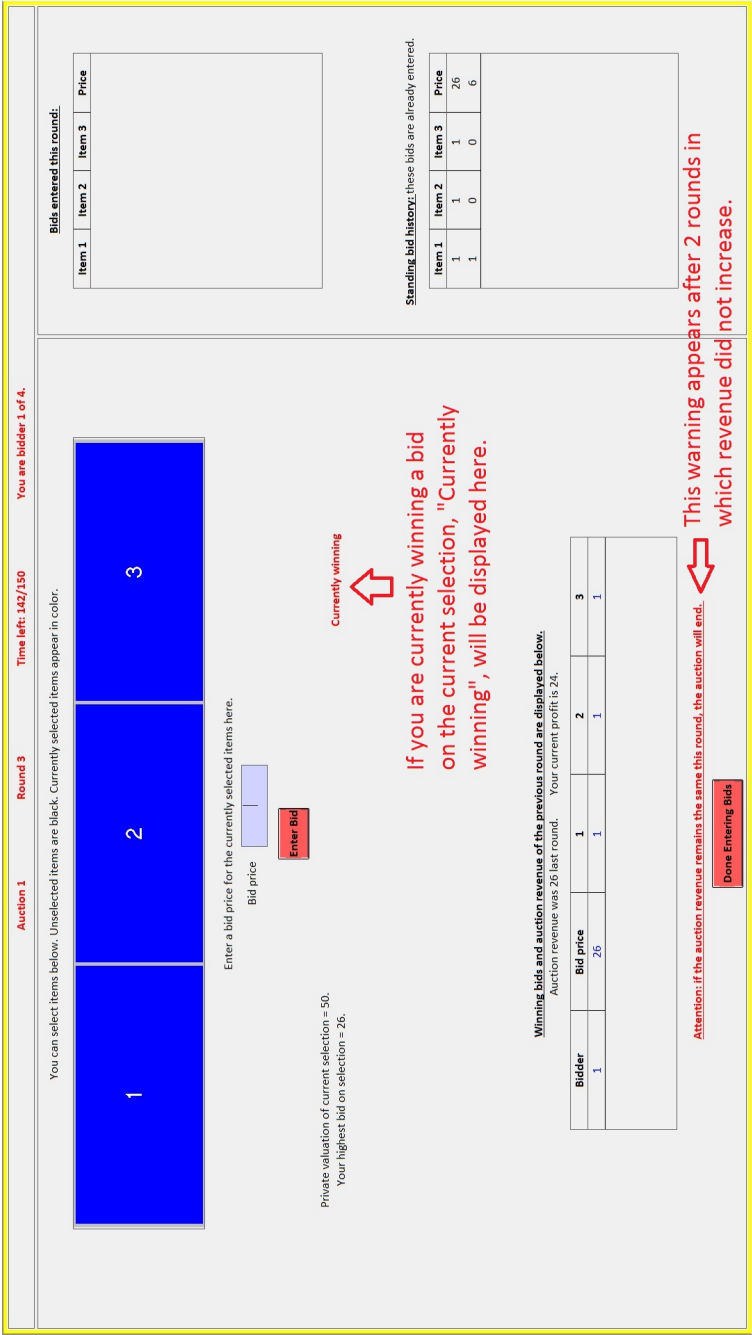 Auction 1 Round 3 Time left: 142/150 You are bidder 1 of 4.
You can select items below. Unselected items are black. Currently selected items appear in color.
1 2 3
Enter a bid price for the currently selected items here.
Bid price
Enter Bid
Private valuation of current selection = 50.
Your highest bid on selection = 26.
Currently winning
If you are currently winning a bid
on the current selection, "Currently
winning", will be displayed here.
Winning bids and auction revenue of the previous round are displayed below.
Auction revenue was 26 last round. Your current profit is 24.
Bidder Bid price 1 2 3
1 26 1 1 1
Attention: if the auction revenue remains the same this round, the auction will end.
Done Entering Bids
This warning appears after 2 rounds in
which revenue did not increase.
Bids entered this round:
Item 1 Item 2 Item 3 Price
Standing bid history: these bids are already entered.
Item 1 Item 2 Item 3 Price
1 1 1 26
1 0 0 6